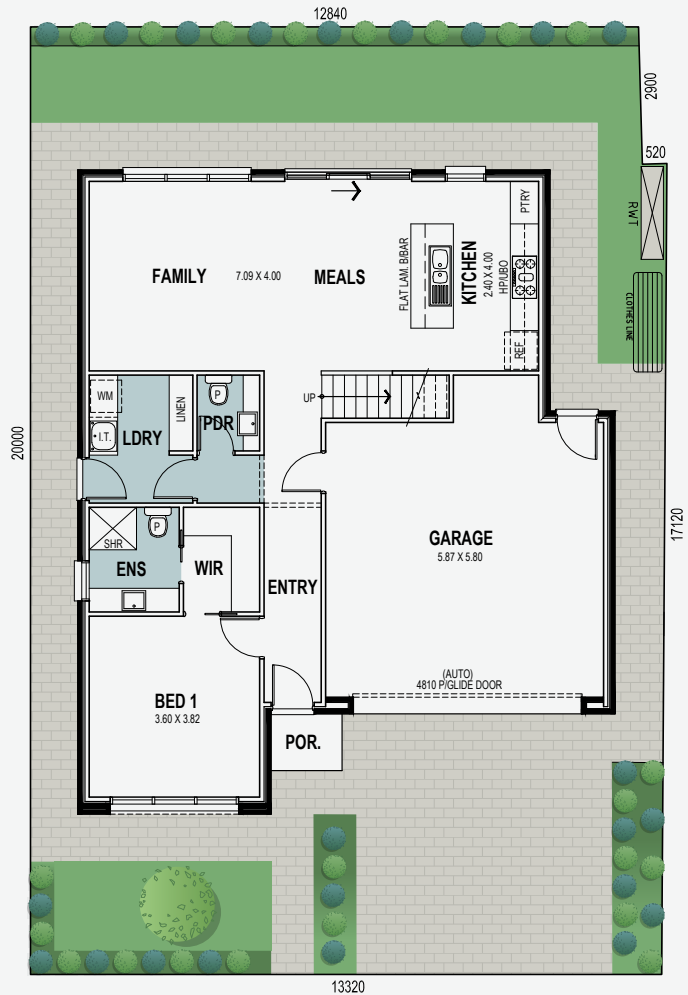 12840
2900
520
RWT
CLOTHES LINE
20000
17120
13320
FAMILY
7.09 X 4.00
MEALS
FLAT LAM. B/BAR
KITCHEN
2.40 X 4.00
HP/UBO
PTRY
REF
UP
WM
I.T.
LDRY
LINEN
P
PDR
SHR
P
ENS
WIR
ENTRY
GARAGE
5.87 X 5.80
(AUTO)
4810 P/GLIDE DOOR
BED 1
3.60 X 3.82
POR.